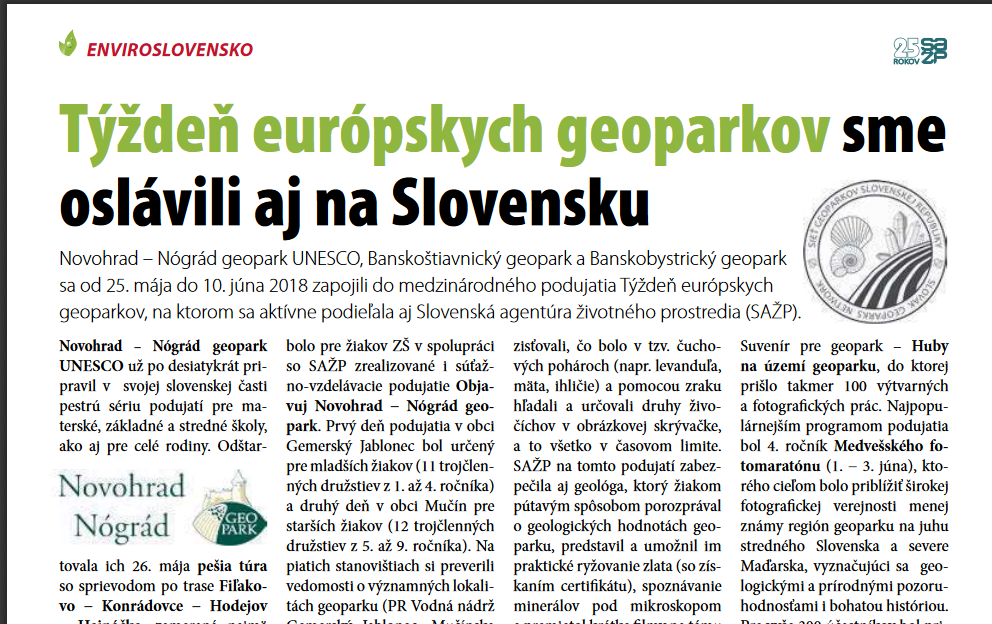 ENVIROSLOVENSKO
25
ROKOV
SAŽP
Týždeň európskych geoparkov sme
oslávili aj na Slovensku
SIEŤ GEOPARKOV SLOVENSKEJ REPUBLIKY
SLOVAK GEOPARKS NETWORK
Novohrad – Nógrád geopark UNESCO, Banskoštiavnický geopark a Banskobystrický geopark
sa od 25. mája do 10. júna 2018 zapojili do medzinárodného podujatia Týždeň európskych
geoparkov, na ktorom sa aktívne podieľala aj Slovenská agentúra životného prostredia (SAŽP).
Novohrad – Nógrád geopark
UNESCO už po desiatykrát pri-
pravil v svojej slovenskej časti
pestrú sériu podujatí pre ma-
terské, základné a stredné školy,
ako aj pre celé rodiny. Odštar-
Novohrad
Nógrád
GEO
PARK
tovala ich 26. mája pešia túra
so sprievodom po trase Fiľako-
vo – Konrádovce – Hodejov
bolo pre žiakov ZŠ v spolupráci
so SAŽP zrealizované i súťaž-
no-vzdelávacie podujatie Obja-
vuj Novohrad – Nógrád geo-
park. Prvý deň podujatia v obci
Gemerský Jablonec bol určený
pre mladších žiakov (11 trojčlen-
ných družstiev z 1. až 4. ročníka)
a druhý deň v obci Mučín pre
starších žiakov (12 trojčlenných
družstiev z 5. až 9. ročníka). Na
piatich stanovištiach si preverili
vedomosti o významných lokali-
tách geoparku (PR Vodná nádrž
zisťovali, čo bolo v tzv. čucho-
vých pohároch (napr. levanduľa,
mäta, ihličie) a pomocou zraku
hľadali a určovali druhy živo-
číchov v obrázkovej skrývačke,
a to všetko v časovom limite.
SAŽP na tomto podujatí zabez-
pečila aj geológa, ktorý žiakom
pútavým spôsobom porozprával
o geologických hodnotách geo-
parku, predstavil a umožnil im
praktické ryžovanie zlata (so zís-
kaním certifikátu), spoznávanie
minerálov pod mikroskopom
Suvenír pre geopark – Huby
na území geoparku, do ktorej
prišlo takmer 100 výtvarných
a fotografických prác. Najpopu-
lárnejším programom podujatia
bol 4. ročník Medvešského fo-
tomaratónu (1. – 3. júna), kto-
rého cieľom bolo priblížiť širokej
fotografickej verejnosti menej
známy región geoparku na juhu
stredného Slovenska a severe
Maďarska, vyznačujúci sa geo-
logickými a prírodnými pozoru-
hodnosťami i bohatou históriou.